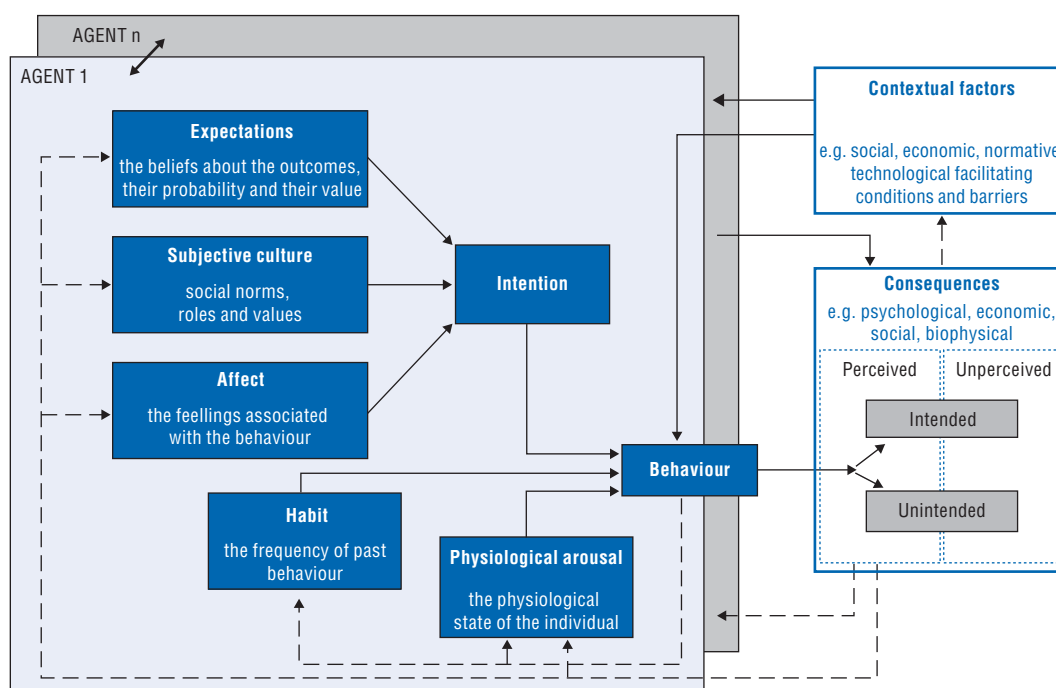 AGENT n
AGENT 1
Expectations
the beliefs about the outcomes,
their probability and their value
Subjective culture
social norms,
roles and values
Affect
the feellings associated
with the behaviour
Intention
Habit
the frequency of past
behaviour
Physiological arousal
the physiological
state of the individual
Behaviour
Contextual factors
e.g. social, economic, normative
technological facilitating
conditions and barriers
Consequences
e.g. psychological, economic,
social, biophysical
Perceived
Unperceived
Intended
Unintended